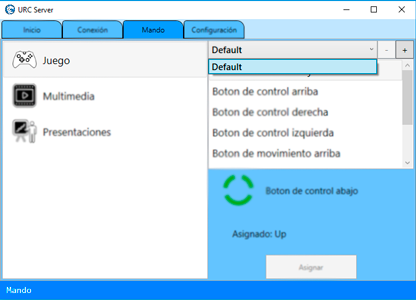 URC Server
Inicio
Conexión
Mando
Configuración
Juego
Multimedia
Presentaciones
Default
-
+
Default
Boton de control arriba
Boton de control derecha
Boton de control izquierda
Boton de movimiento arriba
Boton de control abajo
Asignado: Up
Asignar
Mando